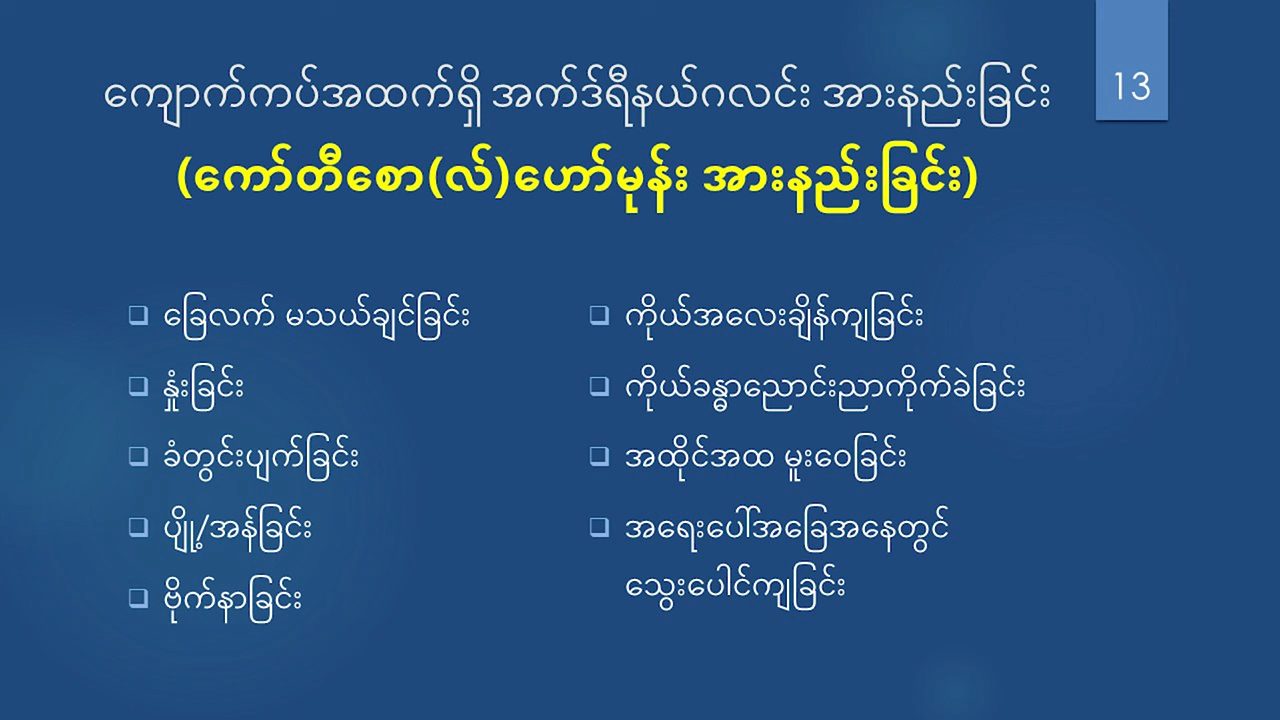 ကျောက်ကပ်အထက်ရှိ အက်ဒ်ရီနယ်ဂလင်း အားနည်းခြင်း
13
(ကော်တီစော(လ်)ဟော်မုန်း အားနည်းခြင်း)
ခြေလက် မသယ်ချင်ခြင်း
နှုံးခြင်း
ခံတွင်းပျက်ခြင်း
ပျို့/အန်ခြင်း
ဗိုက်နာခြင်း
ကိုယ်အလေးချိန်ကျခြင်း
ကိုယ်ခန္ဓာညောင်းညာကိုက်ခဲခြင်း
အထိုင်အထ မူးဝေခြင်း
အရေးပေါ်အခြေအနေတွင်
သွေးပေါင်ကျခြင်း